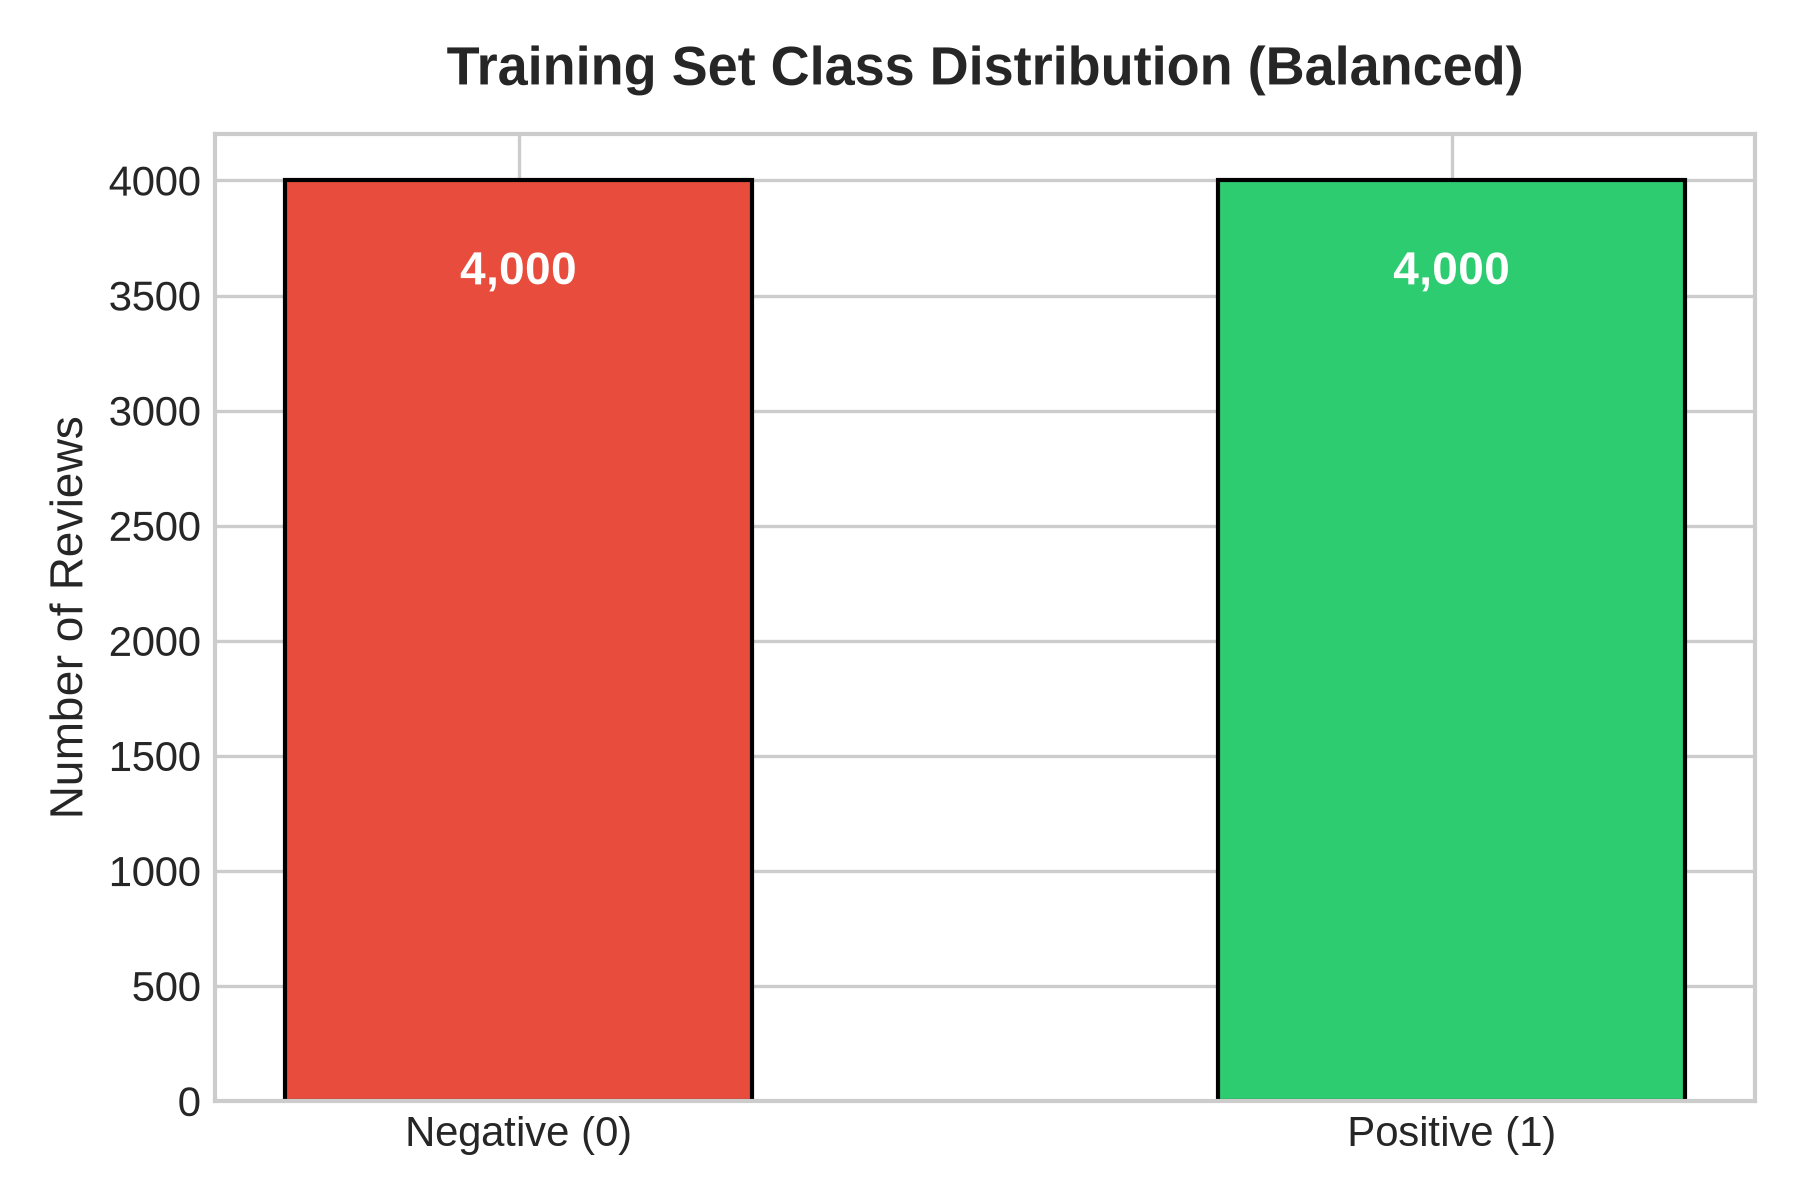 Training Set Class Distribution (Balanced)
Number of Reviews
4000
3500
3000
2500
2000
1500
1000
500
0
4,000
4,000
Negative (0)
Positive (1)